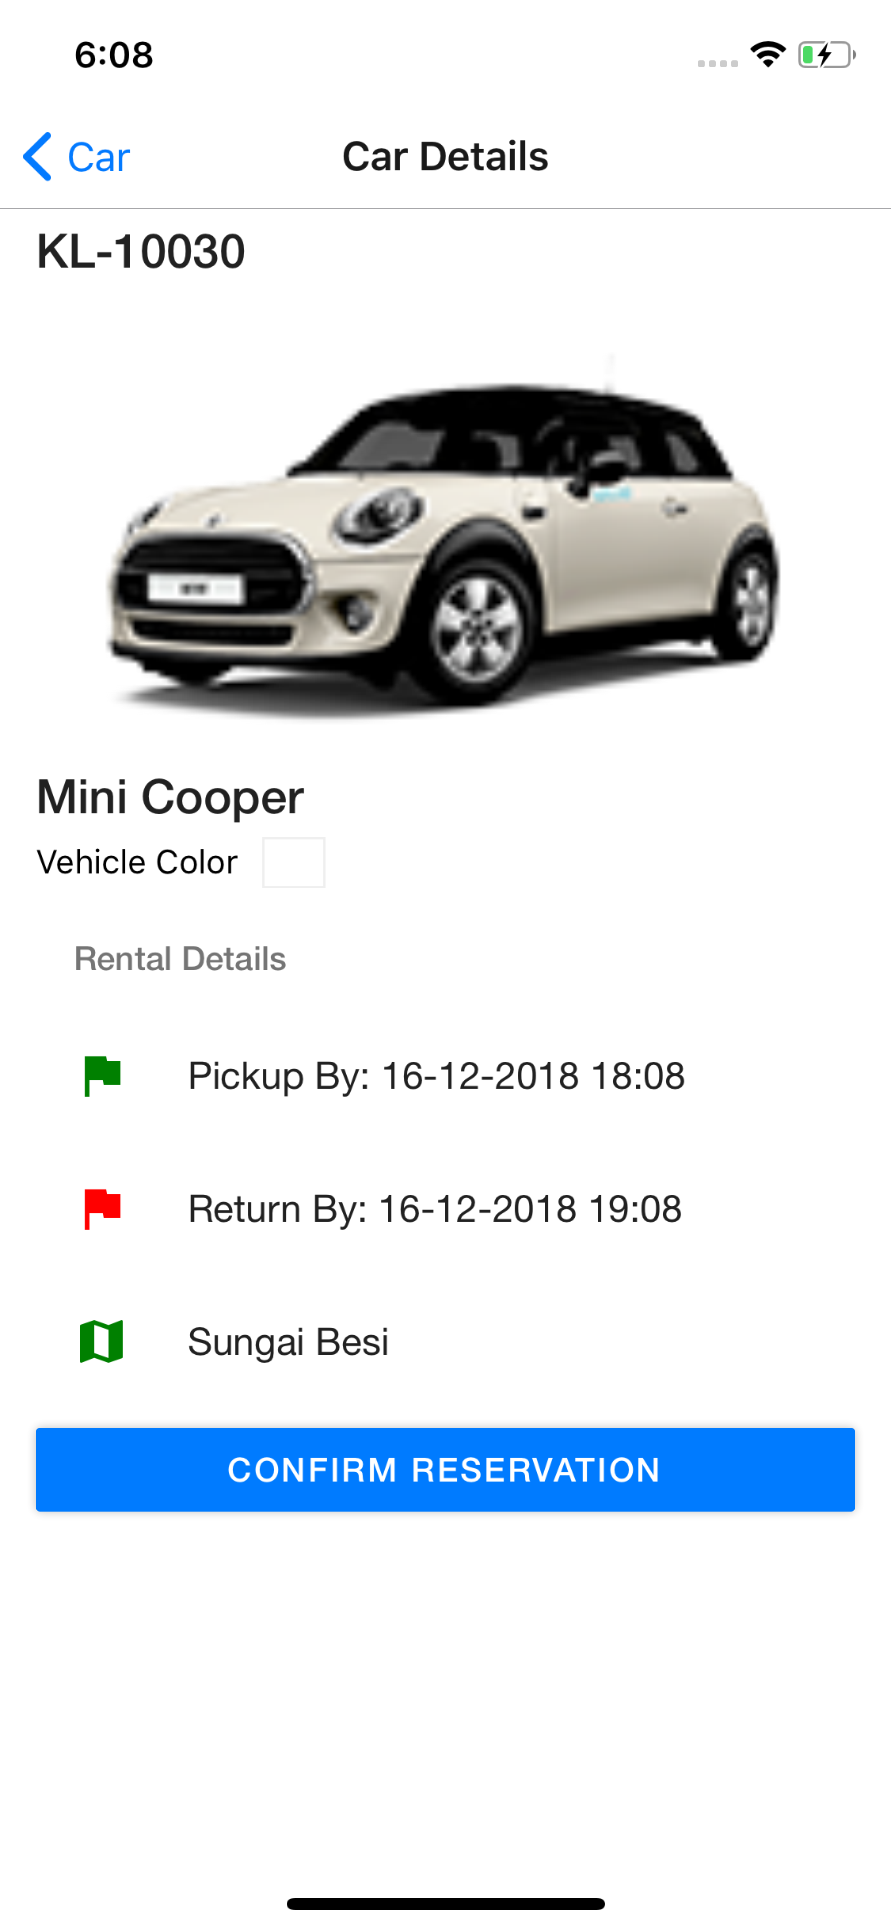 6:08
Car
Car Details
KL-10030
Mini Cooper
Vehicle Color
Rental Details
Pickup By: 16-12-2018 18:08
Return By: 16-12-2018 19:08
Sungai Besi
CONFIRM RESERVATION